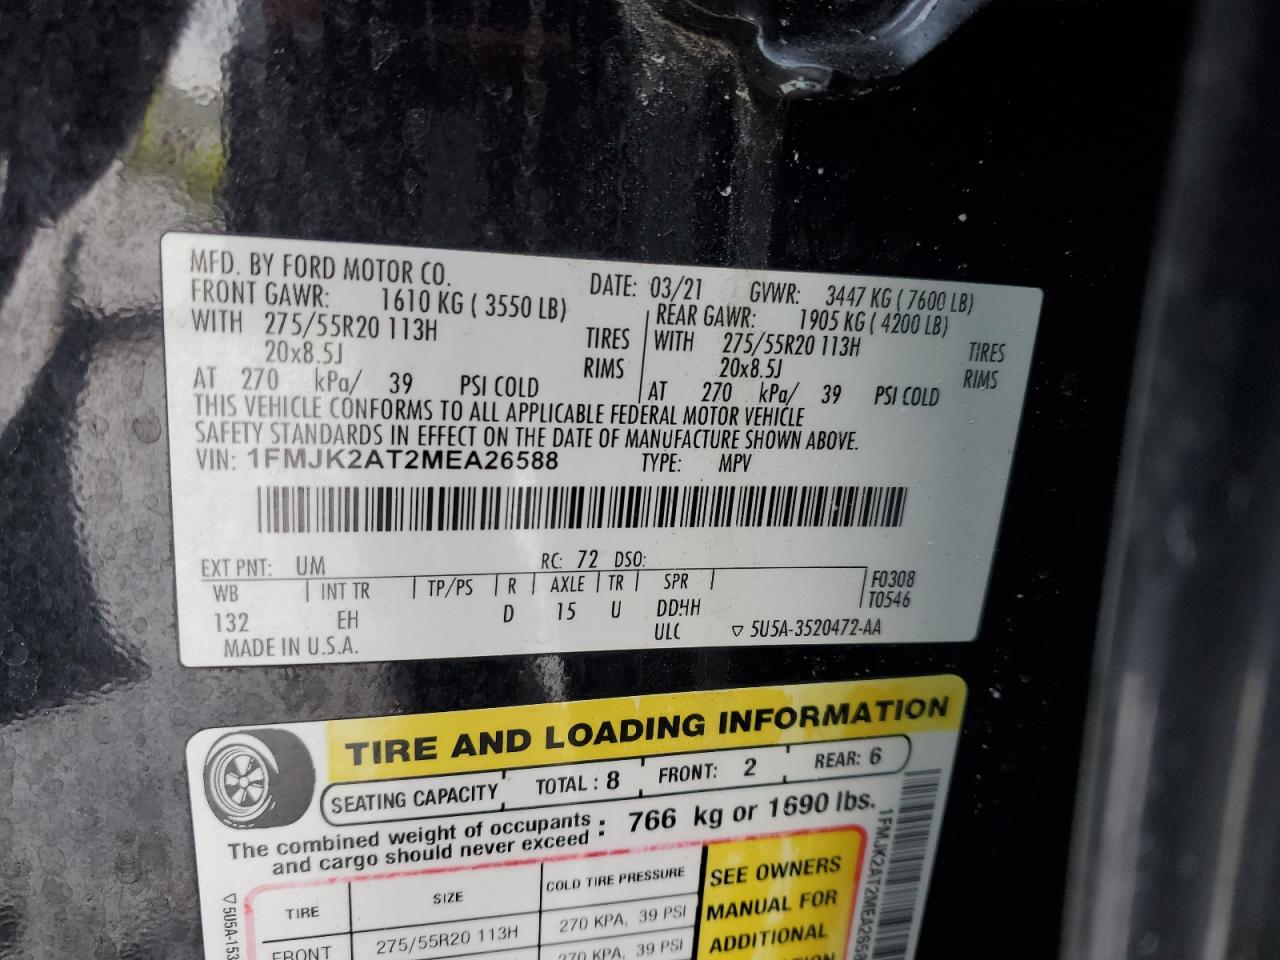 MFD. BY FORD MOTOR CO. DATE: 03/21 GVWR: 3447 KG ( 7600 LB)
FRONT GAWR: 1610 KG ( 3550 LB) REAR GAWR: 1905 KG ( 4200 LB)
WITH 275/55R20 113H TIRES WITH 275/55R20 113H TIRES
20x8.5J RIMS 20x8.5J RIMS
AT 270 kPa/ 39 PSI COLD AT 270 kPa/ 39 PSI COLD
THIS VEHICLE CONFORMS TO ALL APPLICABLE FEDERAL MOTOR VEHICLE
SAFETY STANDARDS IN EFFECT ON THE DATE OF MANUFACTURE SHOWN ABOVE.
VIN: 1FMJK2AT2MEA26588 TYPE: MPV
EXT PNT: UM RC: 72 DSO:
WB INT TR TP/PS R AXLE TR SPR F0308
132 EH D 15 U DDHH T0546
MADE IN U.S.A. ULC ▽ 5U5A-3520472-AA
TIRE AND LOADING INFORMATION
SEATING CAPACITY TOTAL : 8 FRONT: 2 REAR: 6
The combined weight of occupants and cargo should never exceed : 766 kg or 1690 lbs.
TIRE SIZE COLD TIRE PRESSURE
FRONT 275/55R20 113H 270 KPA, 39 PSI
270 KPA, 39 PSI
SEE OWNERS
MANUAL FOR
ADDITIONAL
▽ 5U5A-153
1FMJK2AT2MEA2658